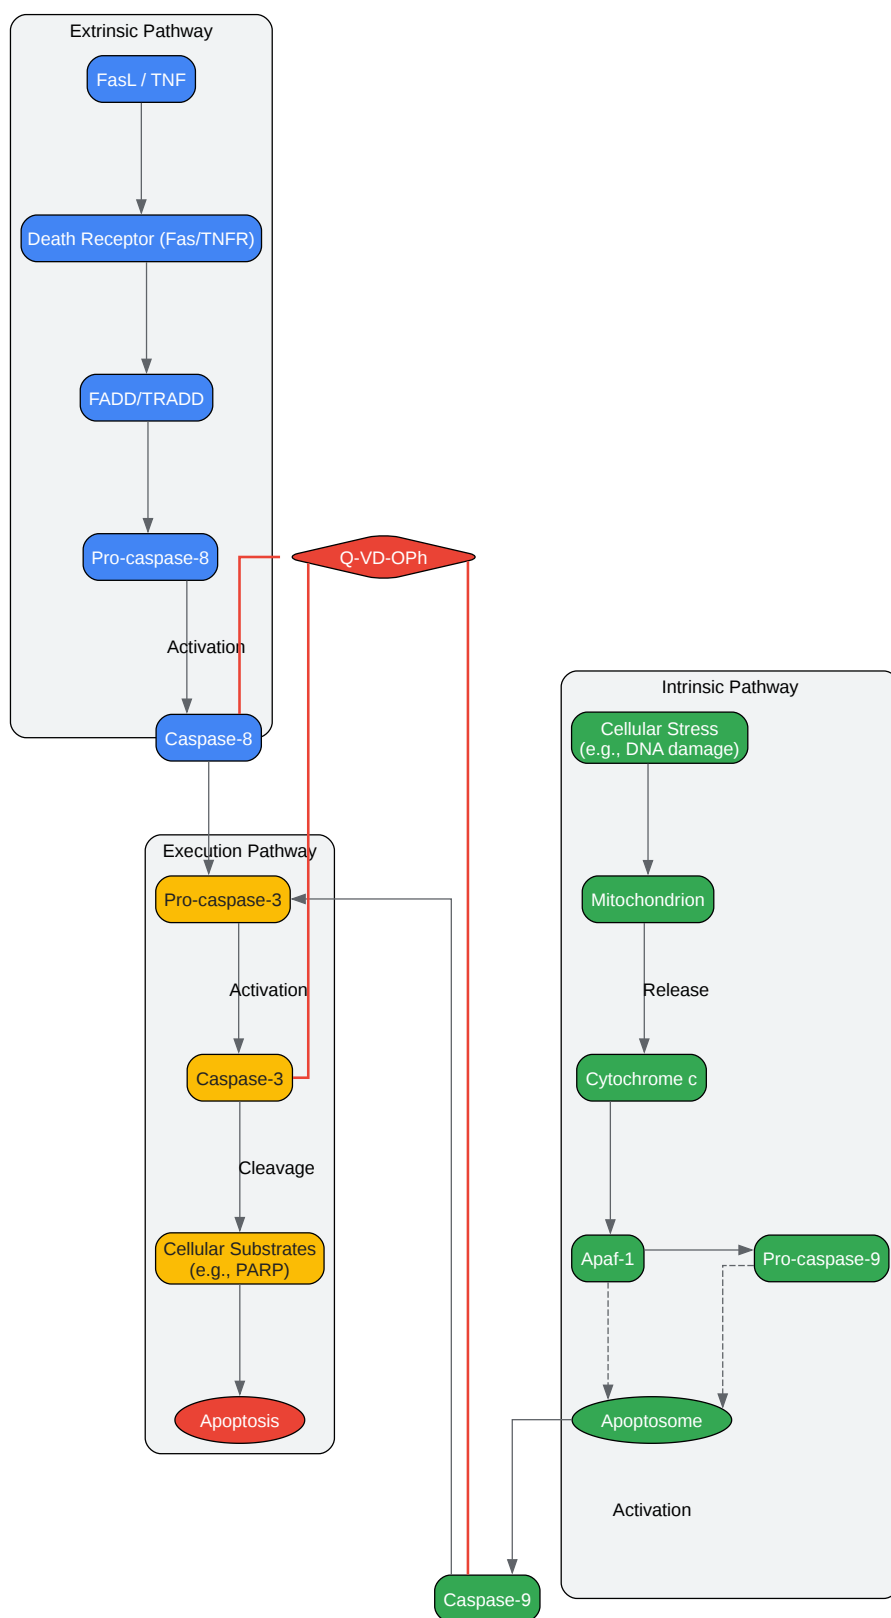 Extrinsic Pathway
FasL / TNF
Death Receptor (Fas/TNFR)
FADD/TRADD
Pro-caspase-8
Activation
Caspase-8
Q-VD-OPh
Execution Pathway
Pro-caspase-3
Activation
Caspase-3
Cleavage
Cellular Substrates
(e.g., PARP)
Apoptosis
Intrinsic Pathway
Cellular Stress
(e.g., DNA damage)
Mitochondrion
Release
Cytochrome c
Apaf-1
Pro-caspase-9
Apoptosome
Activation
Caspase-9